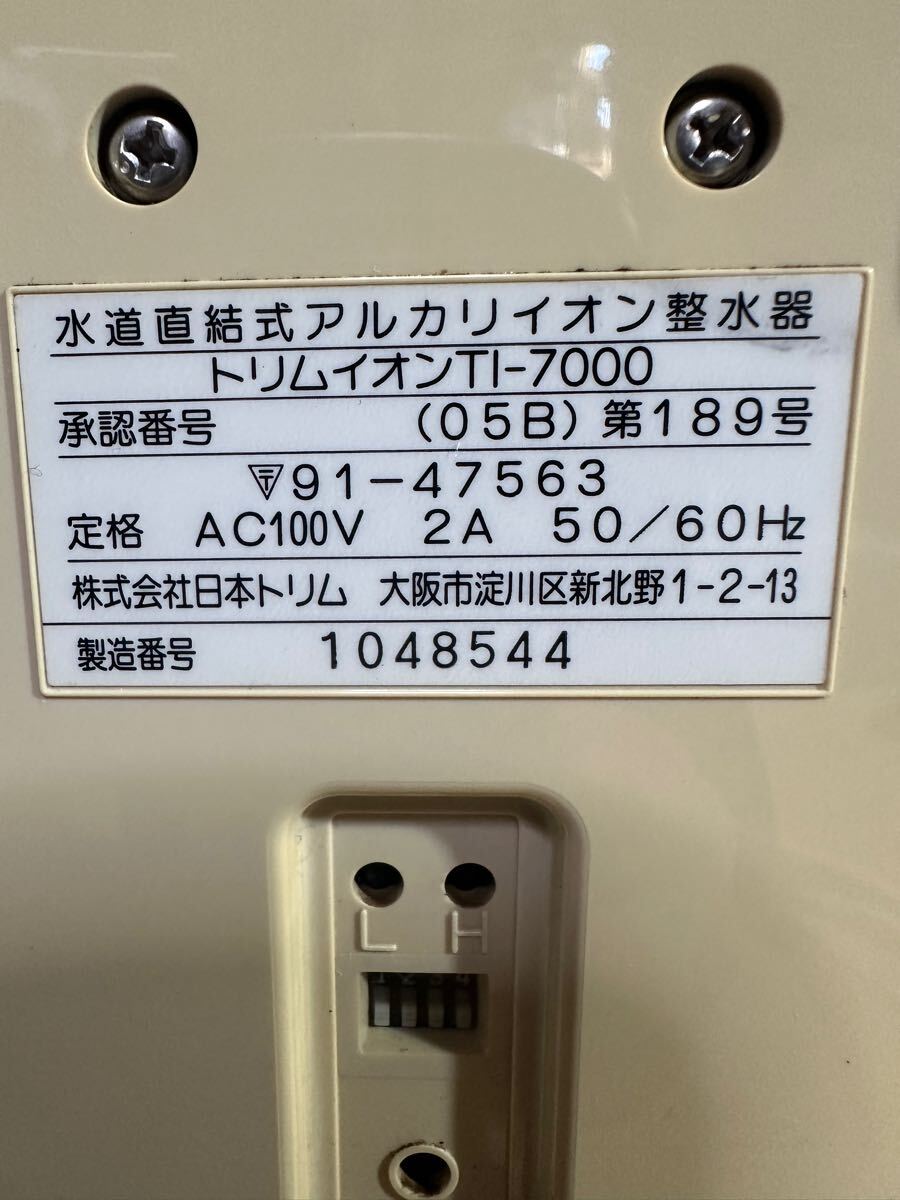 水道直結式アルカリイオン整水器
トリムイオンTI-7000
承認番号 (05B) 第189号
91-47563
定格 AC100V 2A 50/60Hz
株式会社日本トリム 大阪市淀川区新北野1-2-13
製造番号 1048544
L H